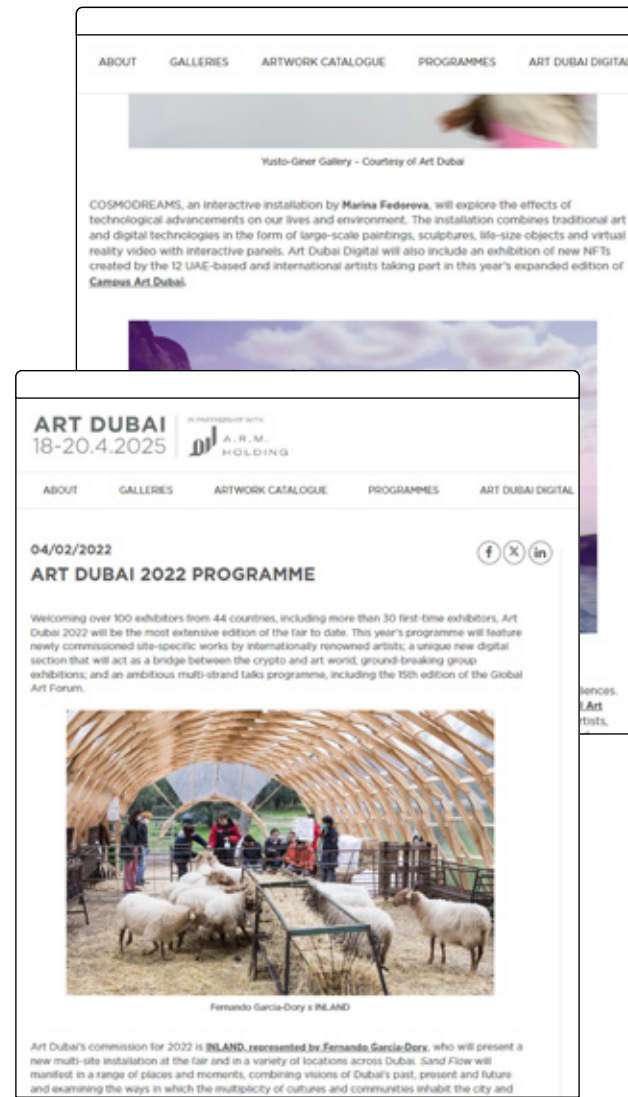 ABOUT GALLERIES ARTWORK CATALOGUE PROGRAMMES ART DUBAI DIGITAL
Yusto-Giner Gallery – Courtesy of Art Dubai
COSMODREAMS, an interactive installation by Marina Fedorova, will explore the effects of
technological advancements on our lives and environment. The installation combines traditional art
and digital technologies in the form of large-scale paintings, sculptures, life-size objects and virtual
reality video with interactive panels. Art Dubai Digital will also include an exhibition of new NFTs
created by the 12 UAE-based and international artists taking part in this year's expanded edition of
Campus Art Dubai.
ART DUBAI
18-20.4.2025
IN PARTNERSHIP WITH
A.R.M.
HOLDING
ABOUT GALLERIES ARTWORK CATALOGUE PROGRAMMES ART DUBAI DIGITAL
04/02/2022
ART DUBAI 2022 PROGRAMME
Welcoming over 100 exhibitors from 44 countries, including more than 30 first-time exhibitors, Art
Dubai 2022 will be the most extensive edition of the fair to date. This year's programme will feature
newly commissioned site-specific works by internationally renowned artists; a unique new digital
section that will act as a bridge between the crypto and art world; ground-breaking group
exhibitions; and an ambitious multi-strand talks programme, including the 15th edition of the Global
Art Forum.
Fernando Garcia-Dory x INLAND
Art Dubai's commission for 2022 is INLAND, represented by Fernando Garcia-Dory, who will present a
new multi-site installation at the fair and in a variety of locations across Dubai. Sand Flow will
manifest in a range of places and moments, combining visions of Dubai's past, present and future
and examining the ways in which the multiplicity of cultures and communities inhabit the city and